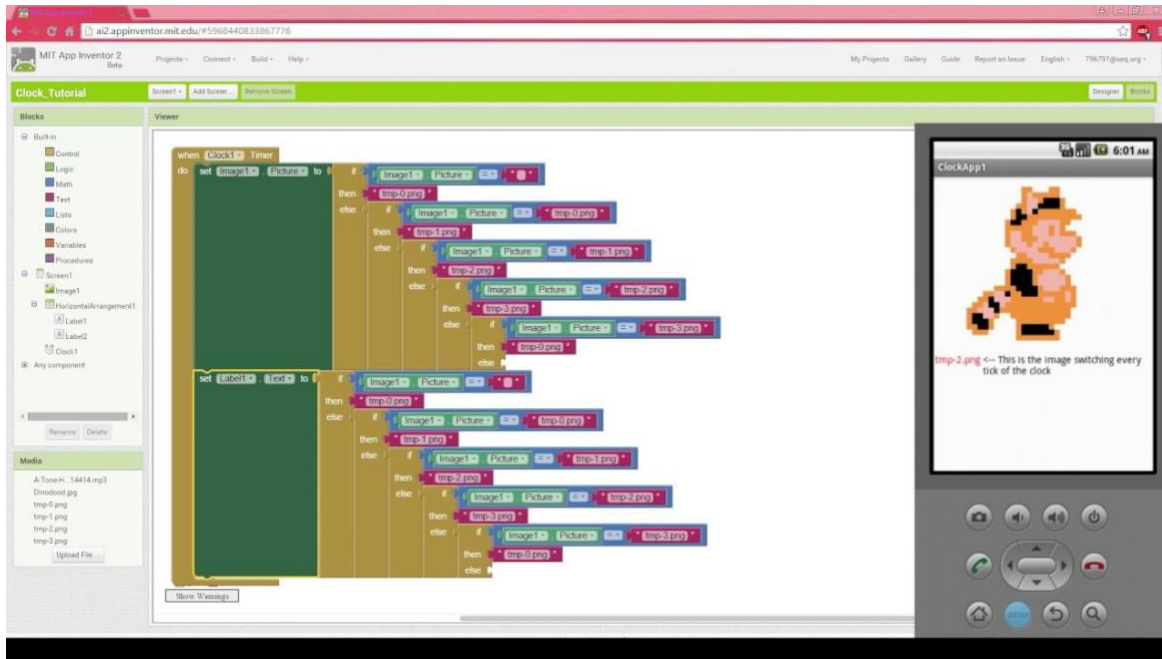 ai2.appinventor.mit.edu/#5968440833867776
MIT App Inventor 2
Beta
Projects Connect Build Help
My Projects Gallery Guide Report an Issue English
Clock_Tutorial Screen1 Add Screen ... Remove Screen Designer Blocks
Blocks
Viewer
Built-in
Control
Logic
Math
Text
Lists
Colors
Variables
Procedures
Screen1
Image1
HorizontalArrangement1
Label1
Label2
Clock1
Any component
Rename Delete
Media
A-Tone-H...14414.mp3
Dinodood.jpg
tmp-0.png
tmp-1.png
tmp-2.png
tmp-3.png
Upload File ...
when Clock1 .Timer
do set Image1 . Picture to if Image1 . Picture = " "
then " tmp-0.png "
else if Image1 . Picture = " tmp-0.png "
then " tmp-1.png "
else if Image1 . Picture = " tmp-1.png "
then " tmp-2.png "
else if Image1 . Picture = " tmp-2.png "
then " tmp-3.png "
else if Image1 . Picture = " tmp-3.png "
then " tmp-0.png "
else
set Label1 . Text to if Image1 . Picture = " "
then " tmp-0.png "
else if Image1 . Picture = " tmp-0.png "
then " tmp-1.png "
else if Image1 . Picture = " tmp-1.png "
then " tmp-2.png "
else if Image1 . Picture = " tmp-2.png "
then " tmp-3.png "
else if Image1 . Picture = " tmp-3.png "
then " tmp-0.png "
else
Show Warnings
6:01 AM
ClockApp1
tmp-2.png <-- This is the image switching every
tick of the clock
MENU